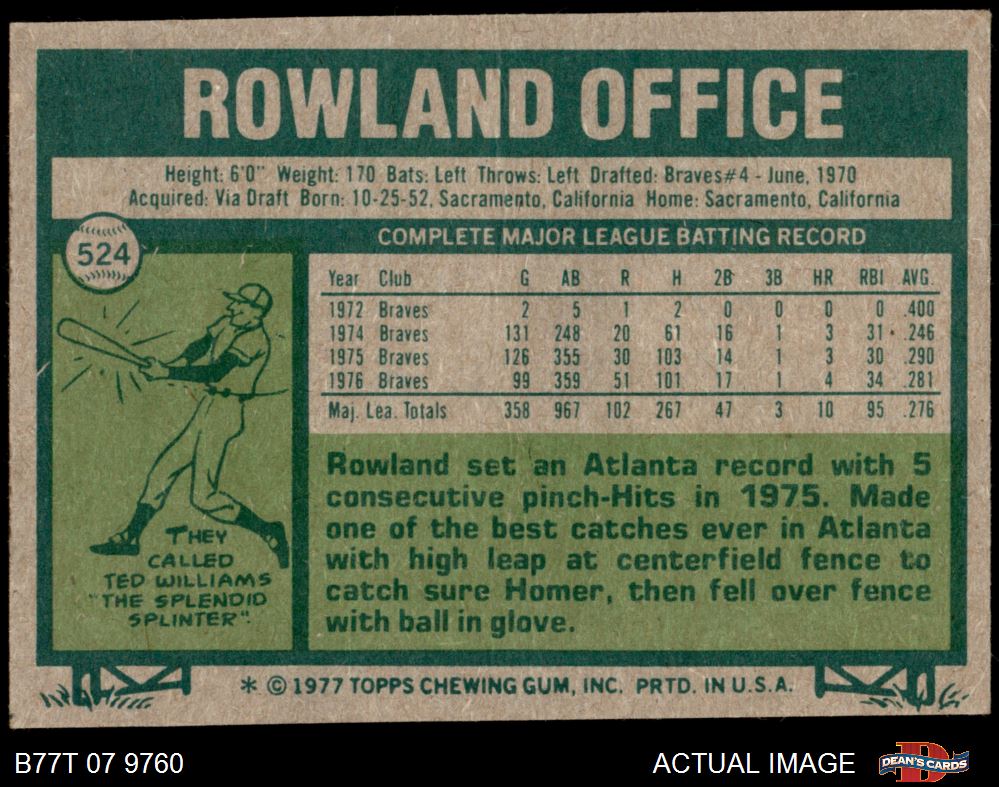 ROWLAND OFFICE
Height: 6'0" Weight: 170 Bats: Left Throws: Left Drafted: Braves#4 - June, 1970
Acquired: Via Draft Born: 10-25-52, Sacramento, California Home: Sacramento, California
524
COMPLETE MAJOR LEAGUE BATTING RECORD
Year Club G AB R H 2B 3B HR RBI AVG.
1972 Braves 2 5 1 2 0 0 0 0 .400
1974 Braves 131 248 20 61 16 1 3 31 .246
1975 Braves 126 355 30 103 14 1 3 30 .290
1976 Braves 99 359 51 101 17 1 4 34 .281
Maj. Lea. Totals 358 967 102 267 47 3 10 95 .276
THEY
CALLED
TED WILLIAMS
"THE SPLENDID
SPLINTER".
Rowland set an Atlanta record with 5
consecutive pinch-Hits in 1975. Made
one of the best catches ever in Atlanta
with high leap at centerfield fence to
catch sure Homer, then fell over fence
with ball in glove.
* © 1977 TOPPS CHEWING GUM, INC. PRTD. IN U.S.A.
B77T 07 9760
ACTUAL IMAGE
DEAN'S CARDS